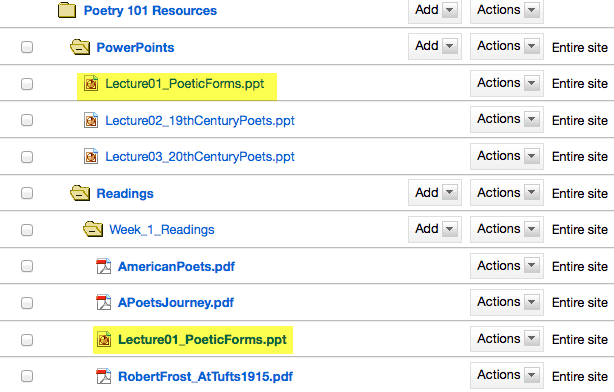 Poetry 101 Resources Add Actions
PowerPoints Add Actions Entire site
Lecture01_PoeticForms.ppt Actions Entire site
Lecture02_19thCenturyPoets.ppt Actions Entire site
Lecture03_20thCenturyPoets.ppt Actions Entire site
Readings Add Actions Entire site
Week_1_Readings Add Actions Entire site
AmericanPoets.pdf Actions Entire site
APoetsJourney.pdf Actions Entire site
Lecture01_PoeticForms.ppt Actions Entire site
RobertFrost_AtTufts1915.pdf Actions Entire site